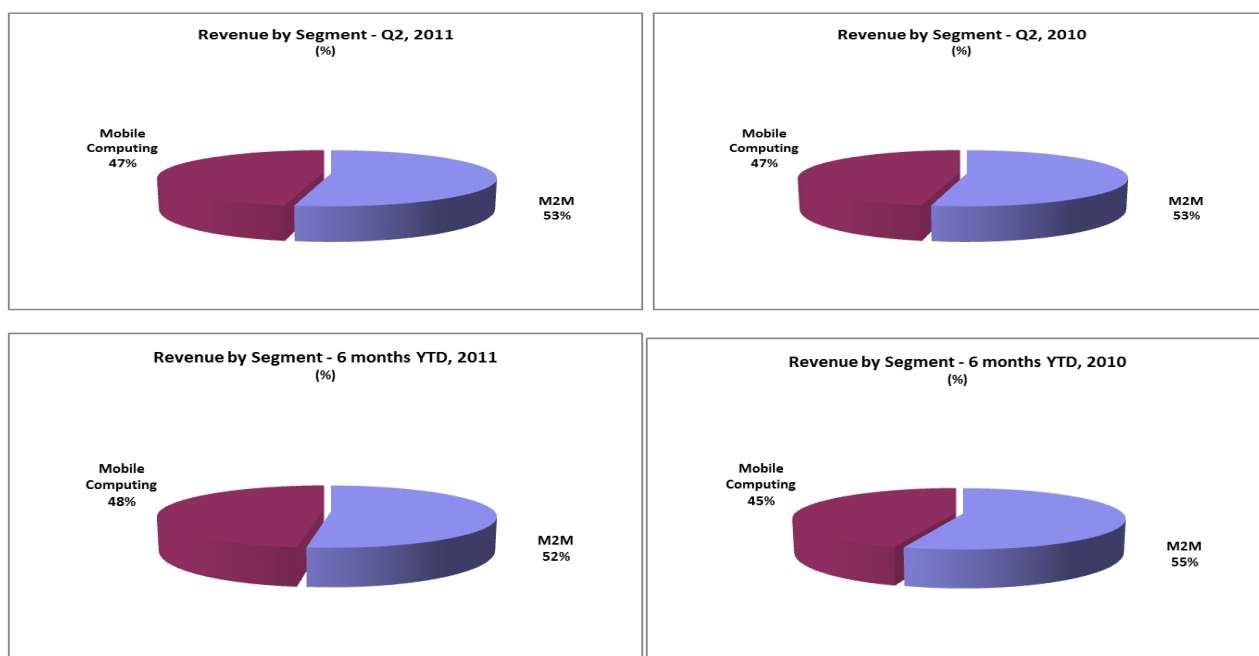 Revenue by Segment - Q2, 2011
(%)
Mobile
Computing
47%
M2M
53%
Revenue by Segment - Q2, 2010
(%)
Mobile
Computing
47%
M2M
53%
Revenue by Segment - 6 months YTD, 2011
(%)
Mobile
Computing
48%
M2M
52%
Revenue by Segment - 6 months YTD, 2010
(%)
Mobile
Computing
45%
M2M
55%